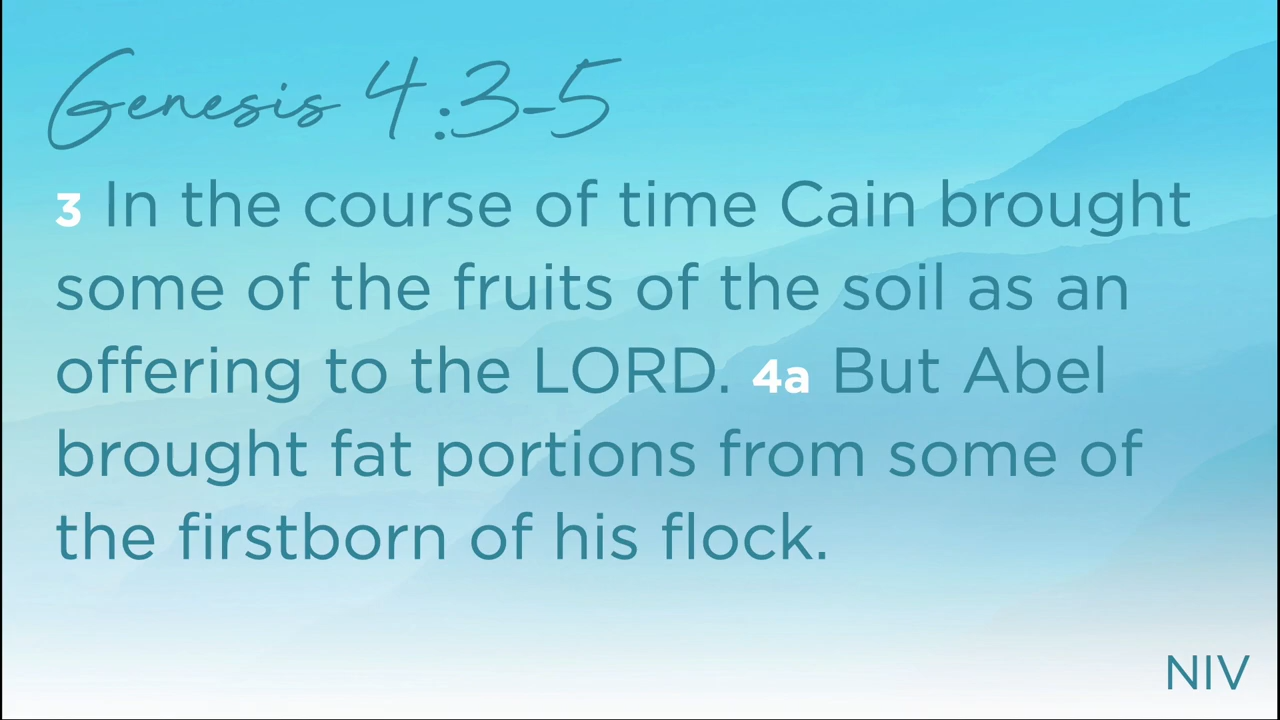 Genesis 4:3-5
3 In the course of time Cain brought
some of the fruits of the soil as an
offering to the LORD. 4a But Abel
brought fat portions from some of
the firstborn of his flock.
NIV